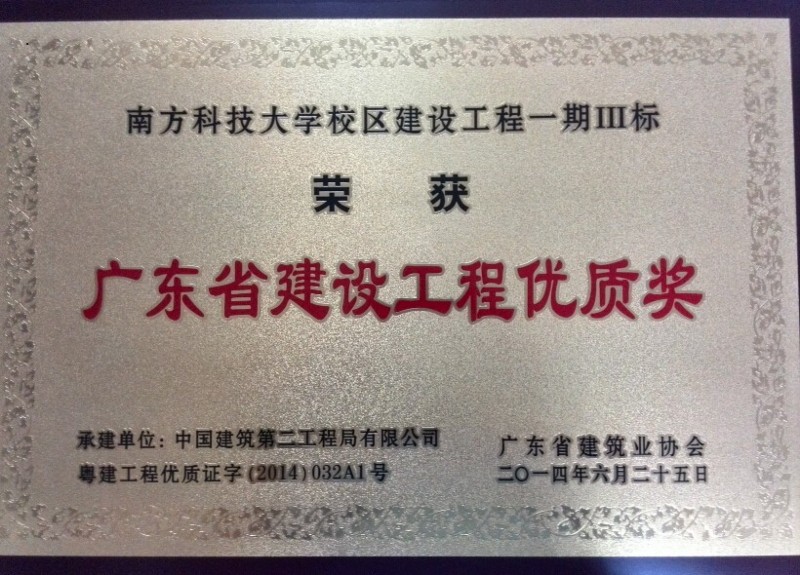 南方科技大学校区建设工程一期III标
荣 获
广东省建设工程优质奖
承建单位：中国建筑第二工程局有限公司
粤建工程优质证字(2014)032A1号
广东省建筑业协会
二〇一四年六月二十五日